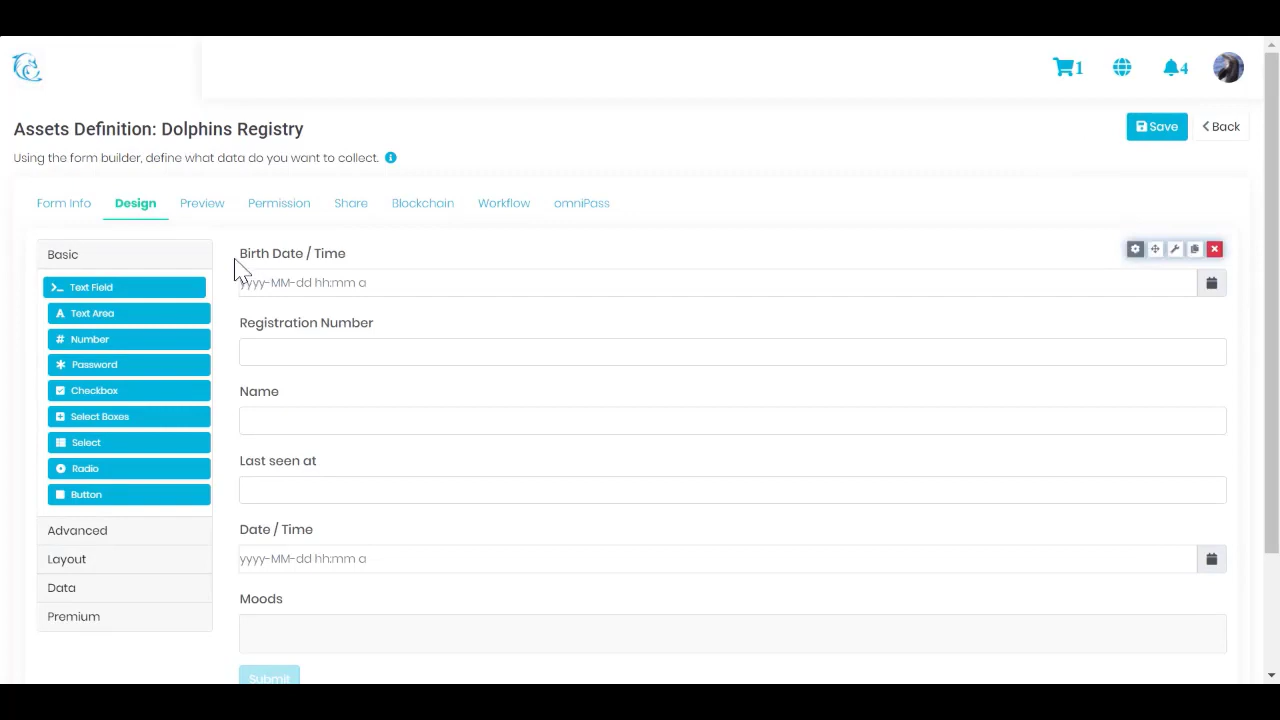 1
4
Assets Definition: Dolphins Registry
Save
Back
Using the form builder, define what data do you want to collect.
Form Info
Design
Preview
Permission
Share
Blockchain
Workflow
omniPass
Basic
Text Field
Text Area
Number
Password
Checkbox
Select Boxes
Select
Radio
Button
Advanced
Layout
Data
Premium
Birth Date / Time
yyyy-MM-dd hh:mm a
Registration Number
Name
Last seen at
Date / Time
yyyy-MM-dd hh:mm a
Moods
Submit